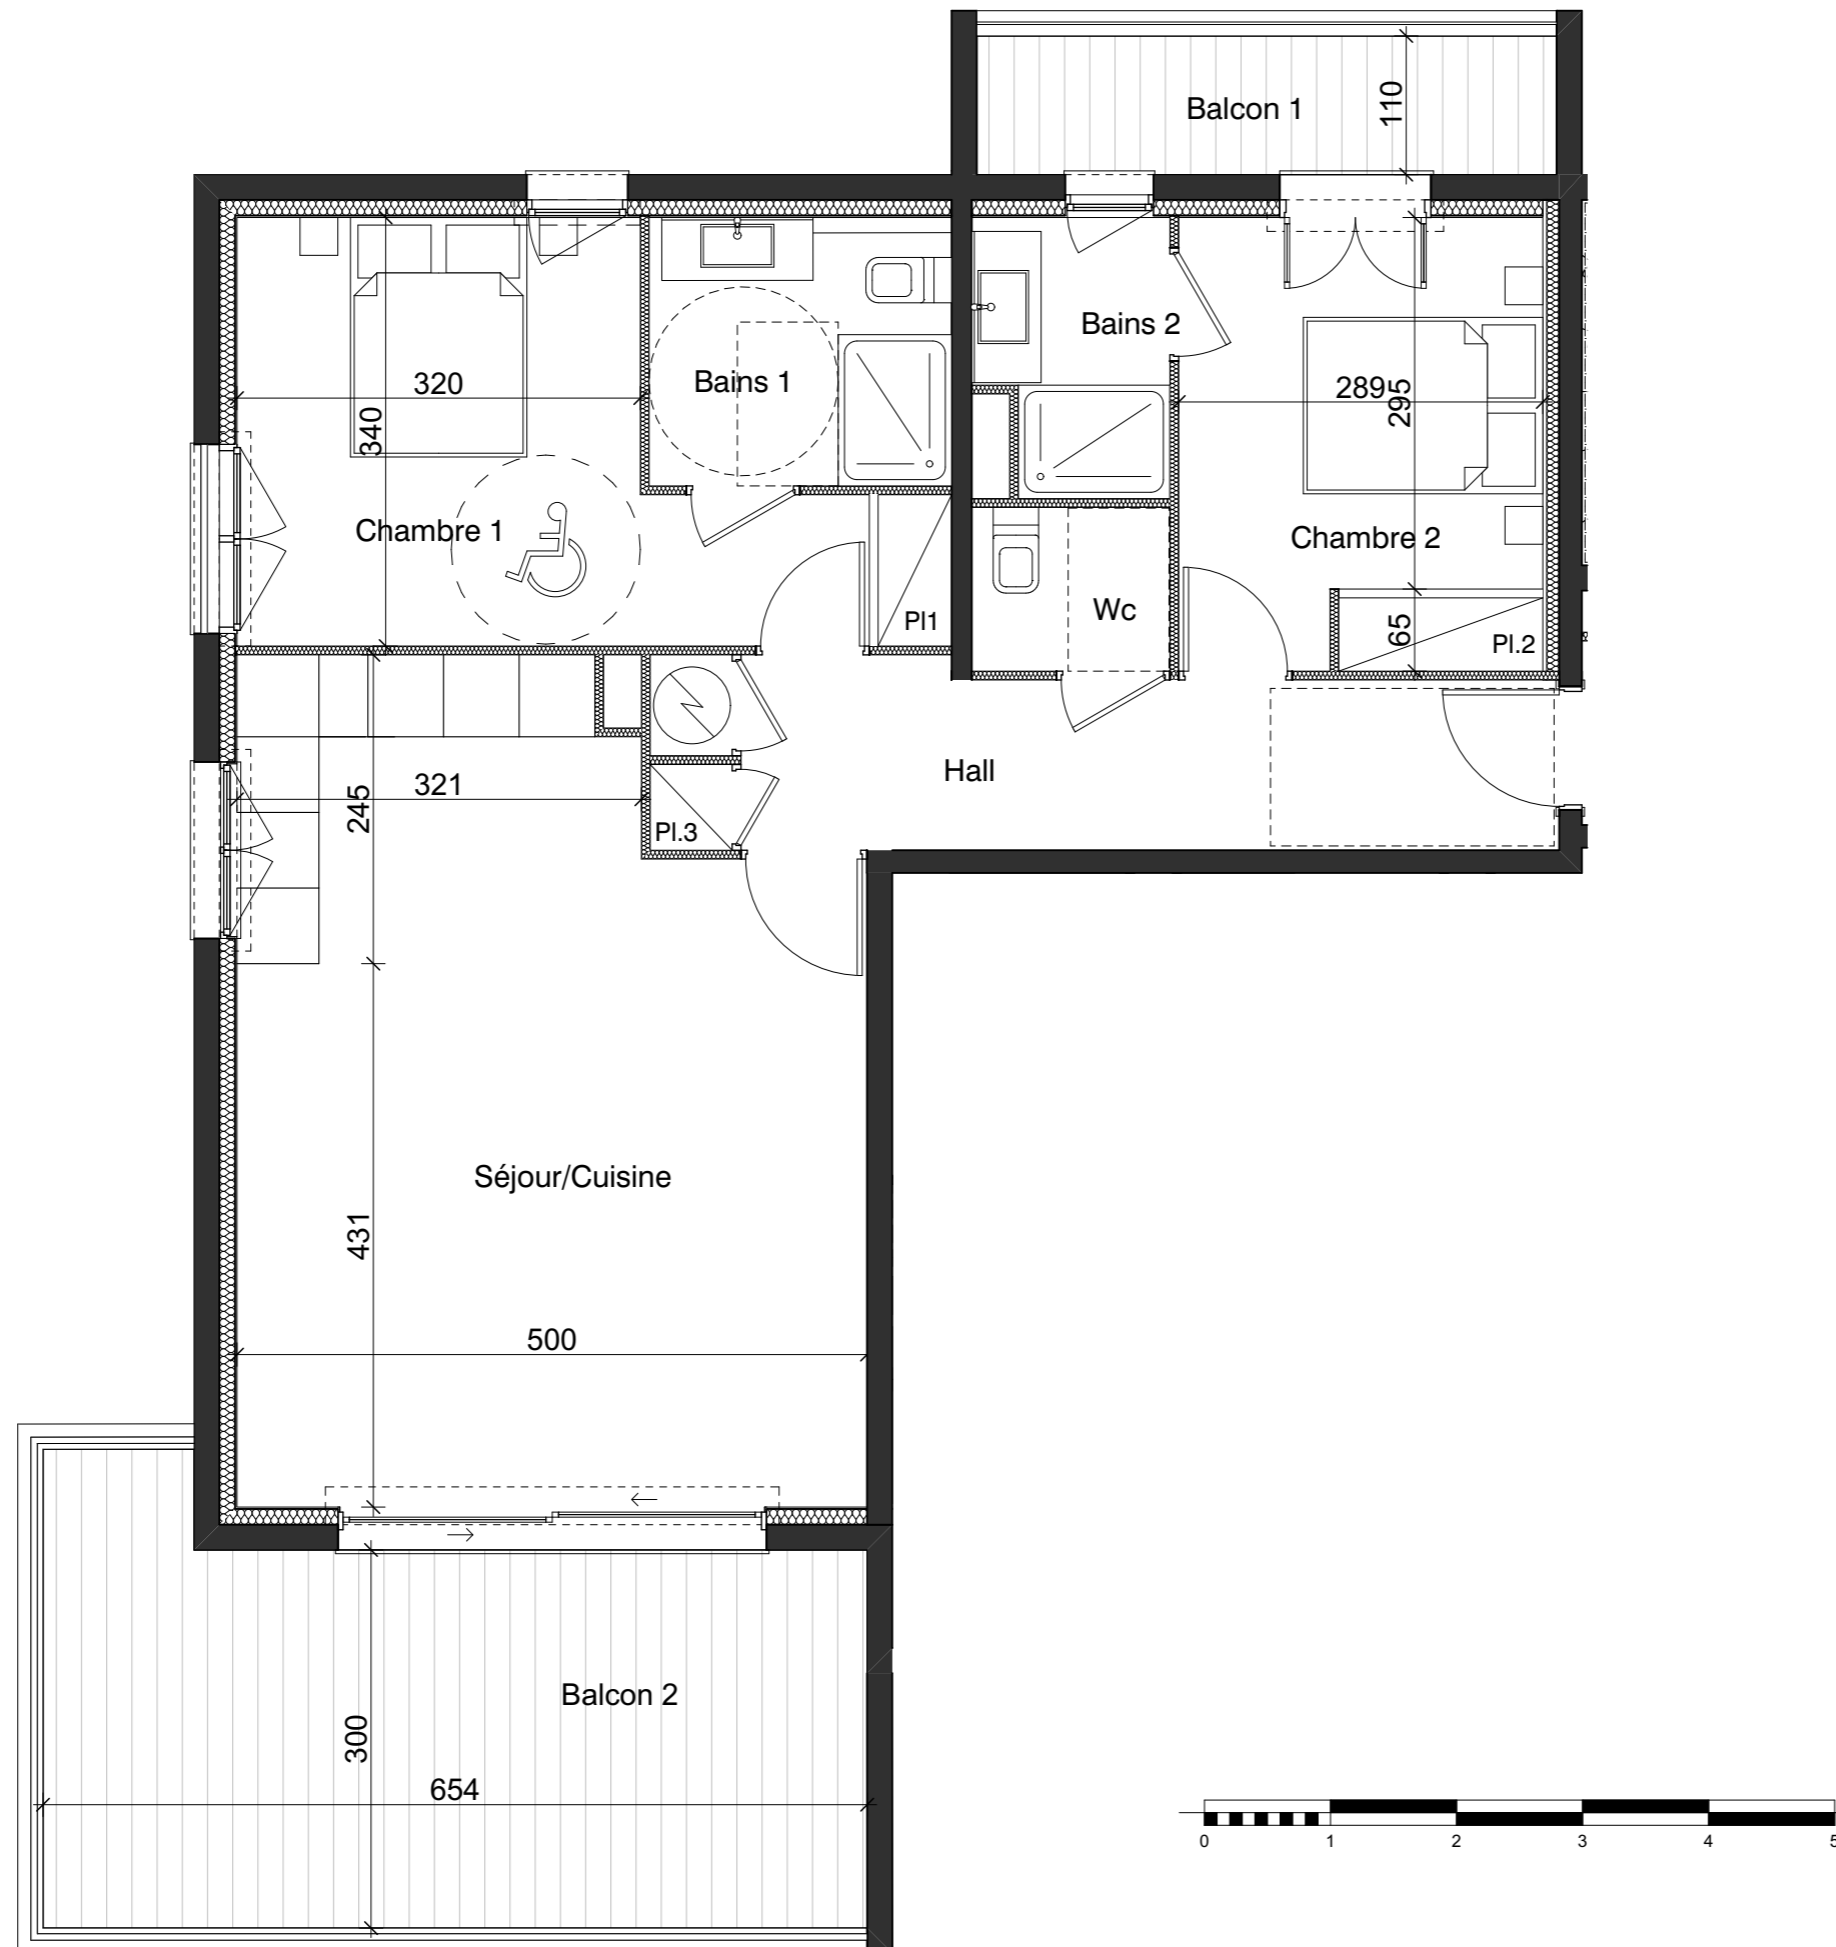 Balcon 1
110
Bains 1
Bains 2
320
340
289
295
Chambre 1
Chambre 2
Pl1
Wc
65
Pl.2
Hall
321
245
Pl.3
Séjour/Cuisine
431
500
Balcon 2
300
654
0 1 2 3 4 5